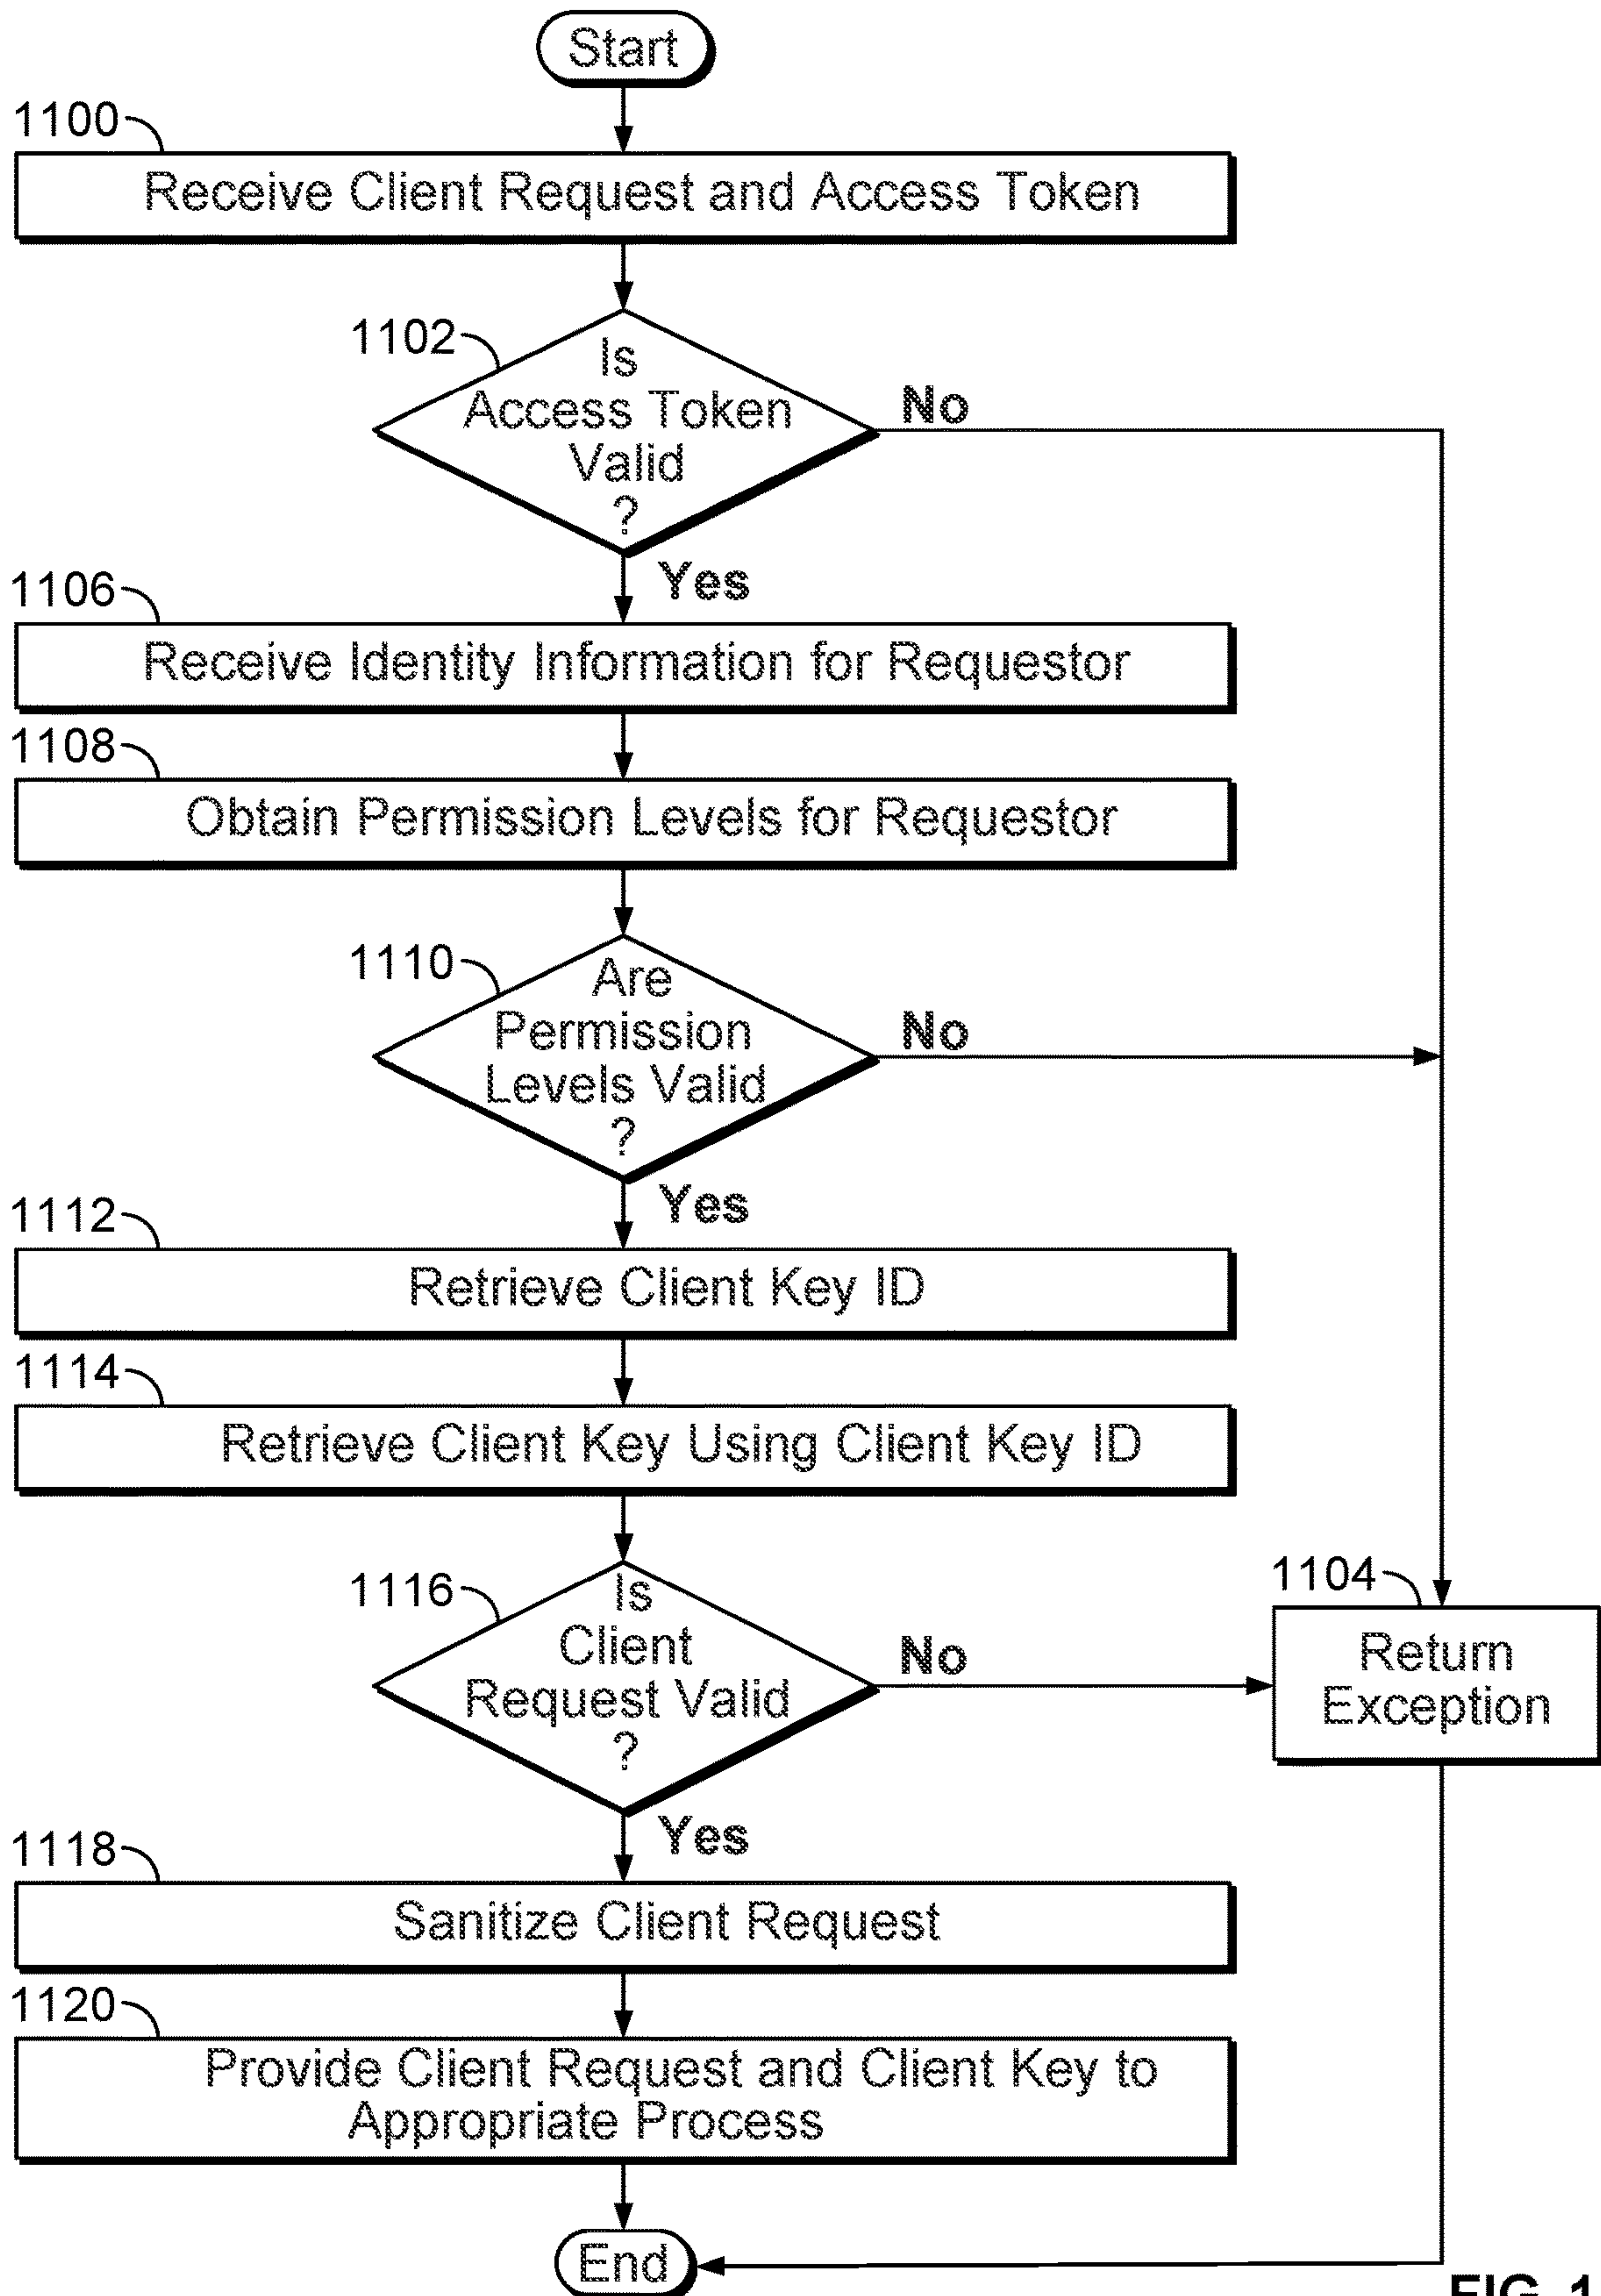 Start
1100
Receive Client Request and Access Token
1102
Is
Access Token
Valid
?
No
Yes
1106
Receive Identity Information for Requestor
1108
Obtain Permission Levels for Requestor
1110
Are
Permission
Levels Valid
?
No
Yes
1112
Retrieve Client Key ID
1114
Retrieve Client Key Using Client Key ID
1116
Is
Client
Request Valid
?
No
1104
Return
Exception
Yes
1118
Sanitize Client Request
1120
Provide Client Request and Client Key to
Appropriate Process
End